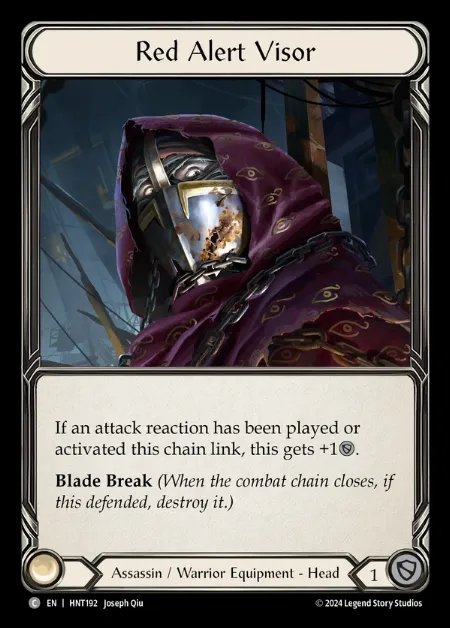 Red Alert Visor
If an attack reaction has been played or
activated this chain link, this gets +1.
Blade Break (When the combat chain closes, if
this defended, destroy it.)
Assassin / Warrior Equipment - Head
1
C EN | HNT192 Joseph Qiu
© 2024 Legend Story Studios